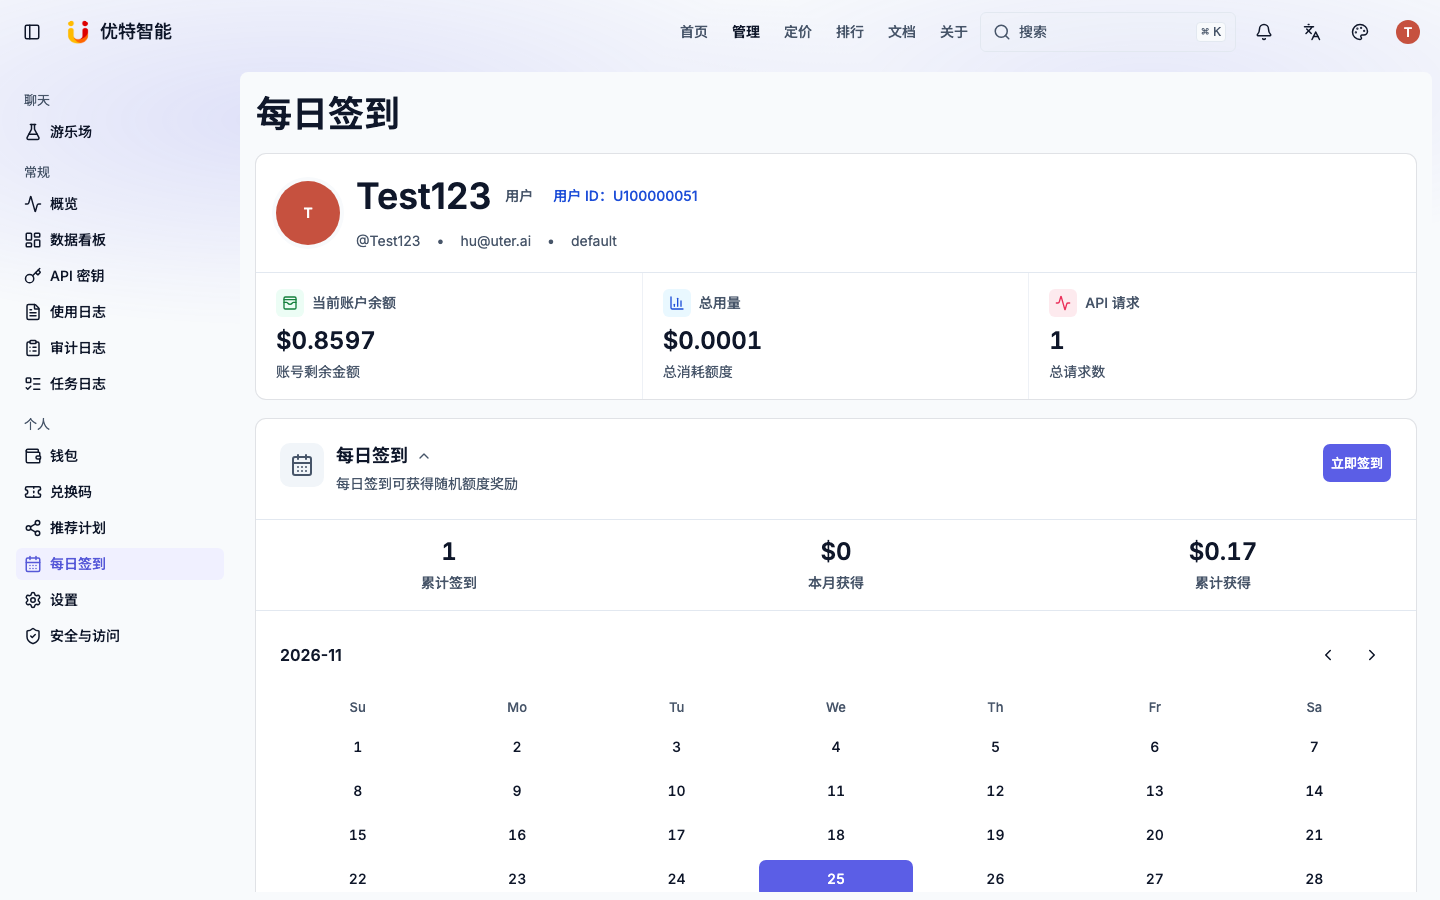 优特智能
首页 管理 定价 排行 文档 关于 搜索 ⌘ K T
聊天
游乐场
常规
概览
数据看板
API 密钥
使用日志
审计日志
任务日志
个人
钱包
兑换码
推荐计划
每日签到
设置
安全与访问
每日签到
T
Test123 用户 用户 ID：U100000051
@Test123 • hu@uter.ai • default
当前账户余额
$0.8597
账号剩余金额
总用量
$0.0001
总消耗额度
API 请求
1
总请求数
每日签到
每日签到可获得随机额度奖励
立即签到
1
累计签到
$0
本月获得
$0.17
累计获得
2026-11
Su Mo Tu We Th Fr Sa
1 2 3 4 5 6 7
8 9 10 11 12 13 14
15 16 17 18 19 20 21
22 23 24 25 26 27 28